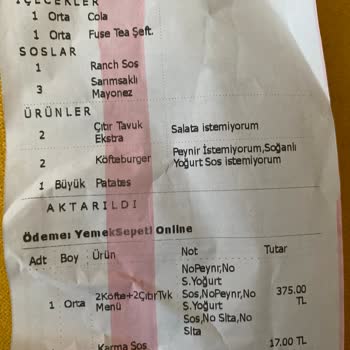 İÇECEKLER
1 Orta Cola
1 Orta Fuse Tea Şeft.
SOSLAR
1 Ranch Sos
3 Sarımsaklı
Mayonez
ÜRÜNLER
2 Çıtır Tavuk Salata istemiyorum
Ekstra
2 Köfteburger Peynir İstemiyorum,Soğanlı
Yoğurt Sos istemiyorum
1 Büyük Patates
AKTARILDI
Ödeme: YemekSepeti Online
Adt Boy : Ürün Not Tutar
NoPeynr,No
S.Yoğurt
1 Orta 2Köfte+2ÇıtırTvk Sos,NoPeynr,No 375.00
Menü S.Yoğurt TL
Sos,No Slta,No
Slta
Karma Sos 17.00 TL